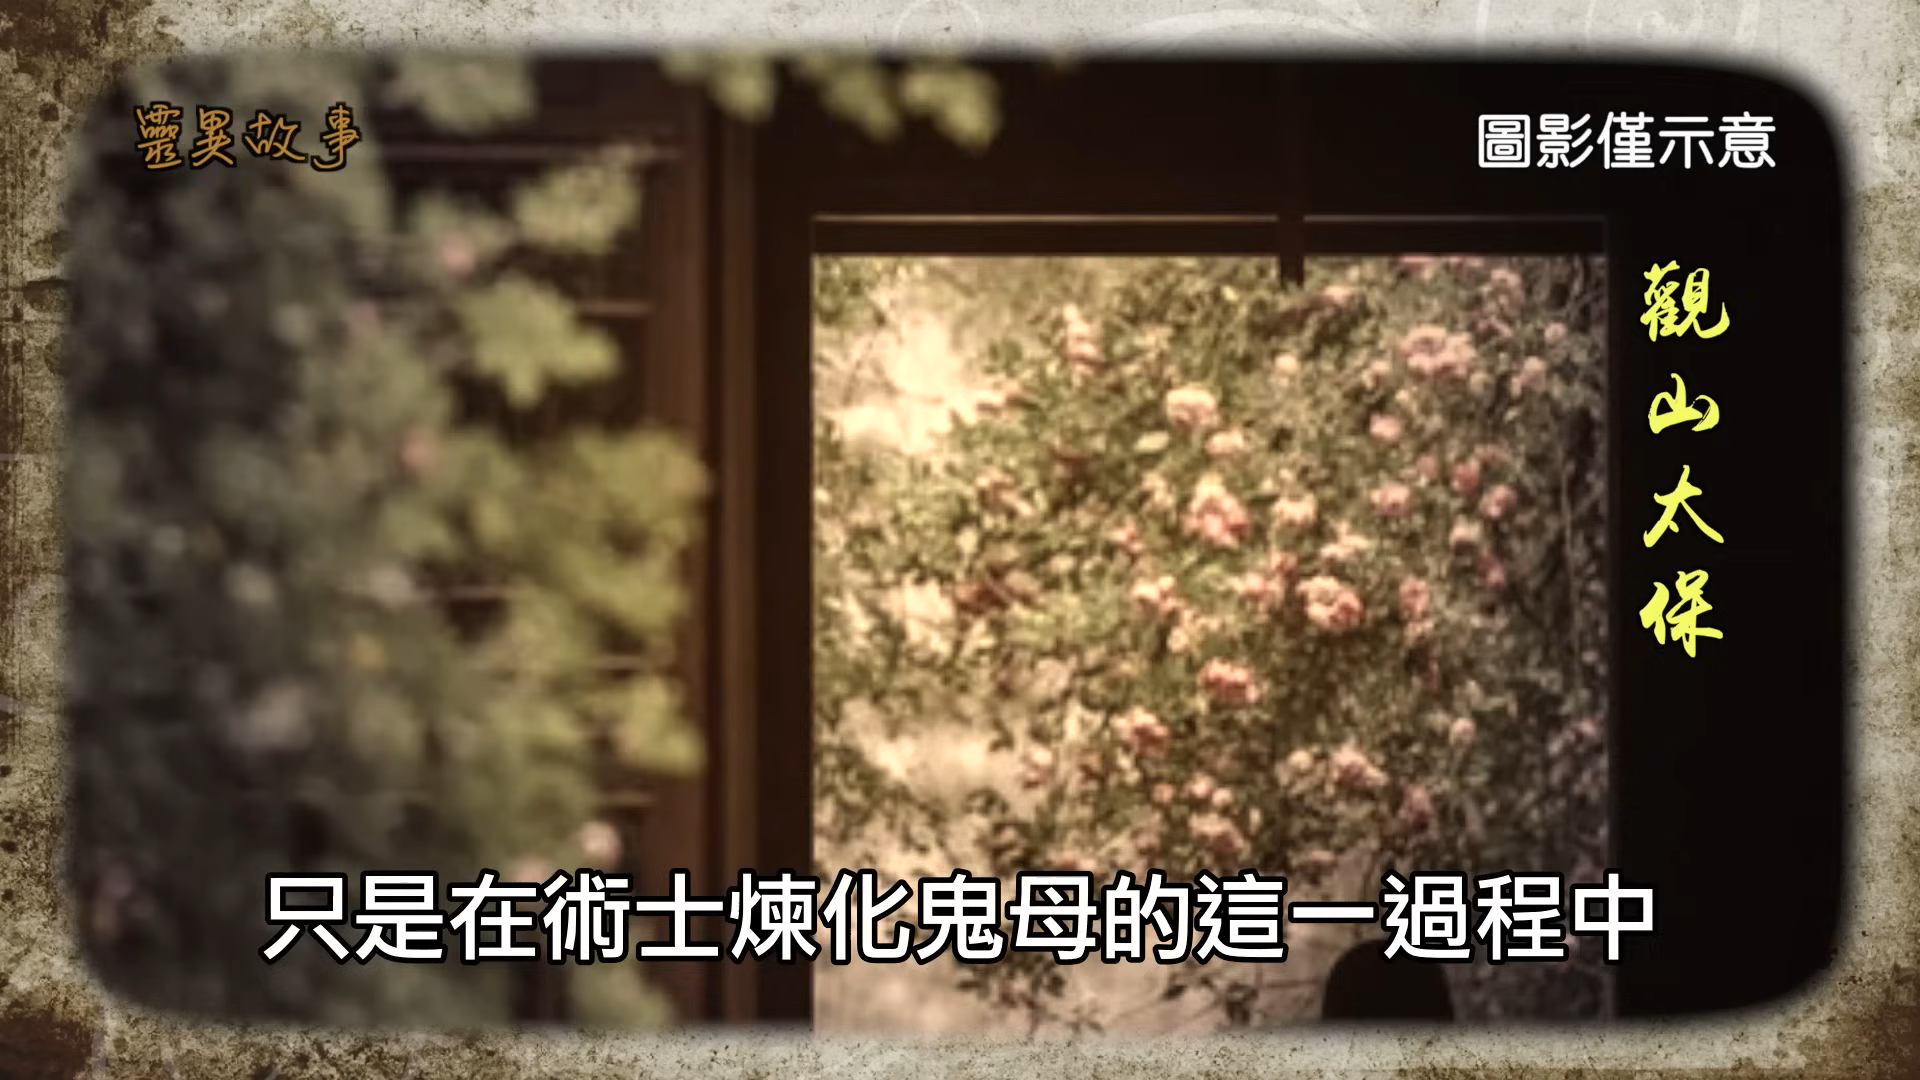 靈異故事
圖影僅示意
觀山太保
只是在術士煉化鬼母的這一過程中